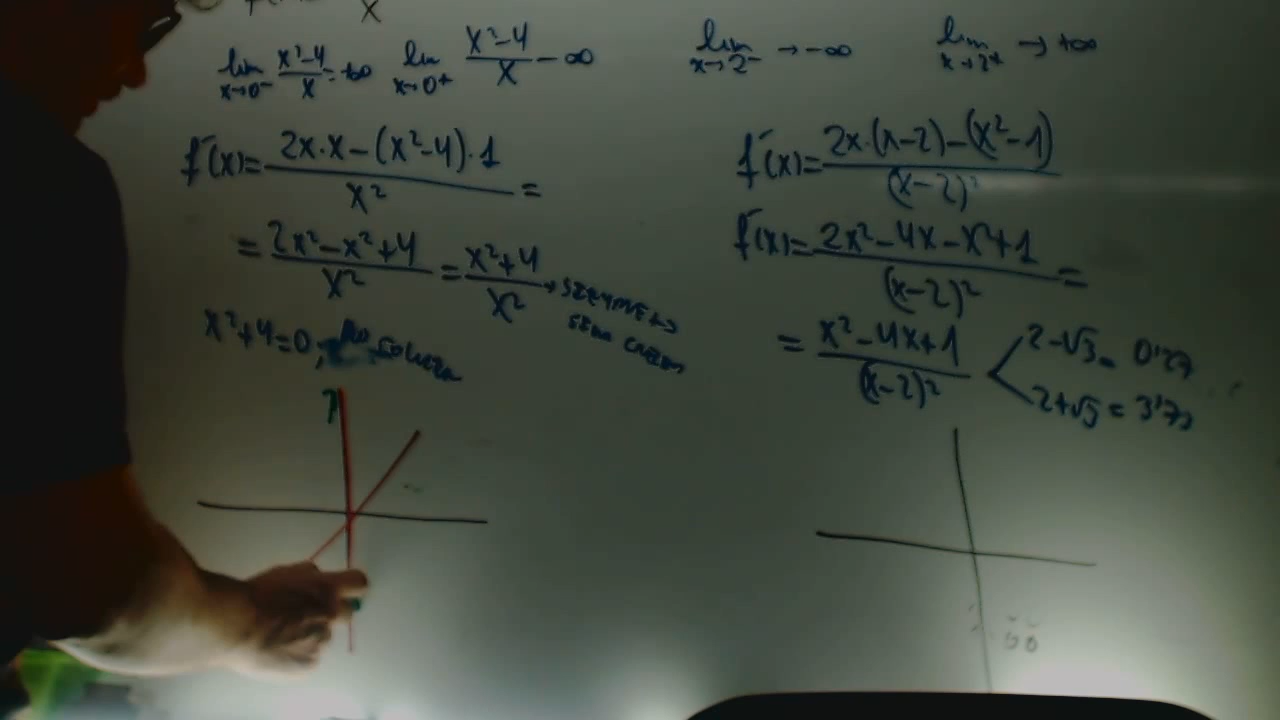 x
lim x→0⁻ x²-4/x = +∞ lim x→0⁺ x²-4/x - ∞
f'(x)= 2x·x-(x²-4)·1 / x² =
= 2x²-x²+4 / x² = x²+4 / x² →
x²+4=0; No
lim x→2⁻ → -∞ lim x→2⁺ → +∞
f'(x)= 2x·(x-2)-(x²-1) / (x-2)²
f'(x)= 2x²-4x-x²+1 / (x-2)² =
= x²-4x+1 / (x-2)² < 2-√3 = 0'27
2+√3 = 3'73